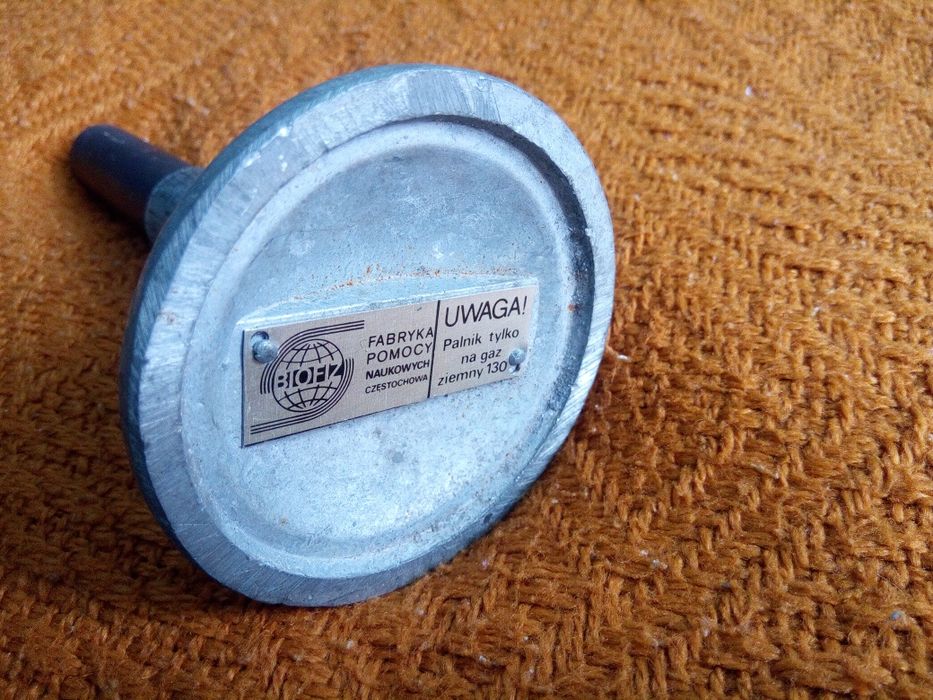 BIOFIZ
FABRYKA
POMOCY
NAUKOWYCH
CZĘSTOCHOWA
UWAGA!
Palnik tylko
na gaz
ziemny 130